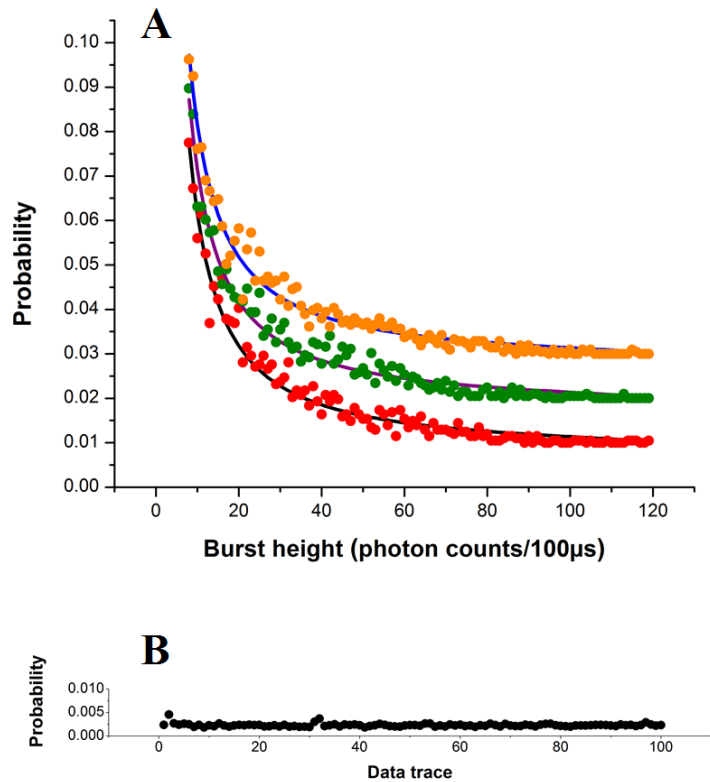 A
0.10
0.09
0.08
0.07
0.06
0.05
0.04
0.03
0.02
0.01
0.00
Probability
0 20 40 60 80 100 120
Burst height (photon counts/100μs)
B
0.010
0.005
0.000
Probability
0 20 40 60 80 100
Data trace